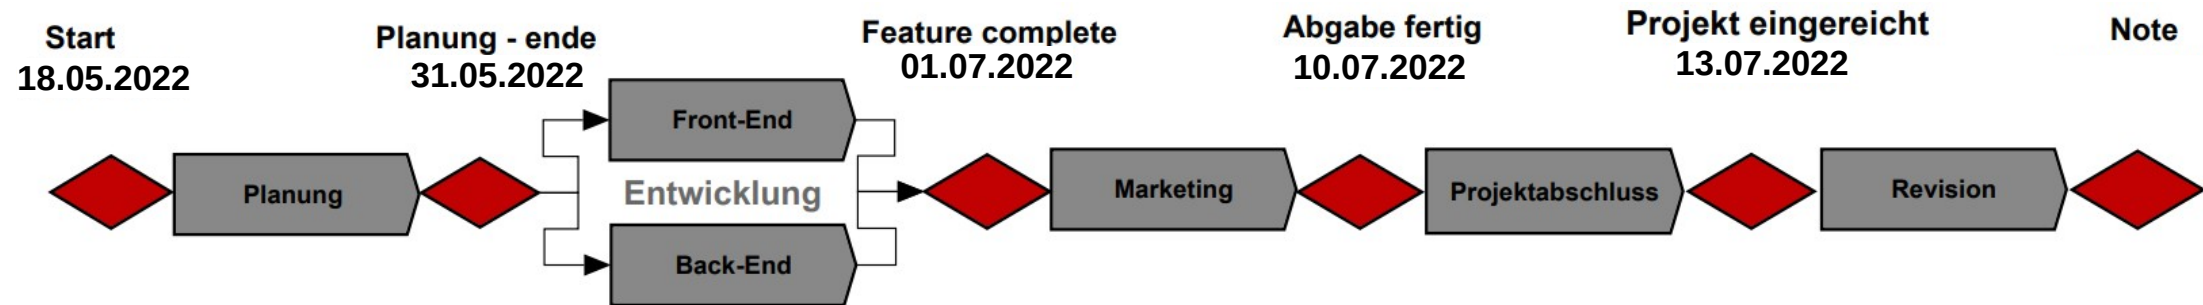 Start
18.05.2022
Planung - ende
31.05.2022
Feature complete
01.07.2022
Abgabe fertig
10.07.2022
Projekt eingereicht
13.07.2022
Note
Planung
Front-End
Entwicklung
Back-End
Marketing
Projektabschluss
Revision